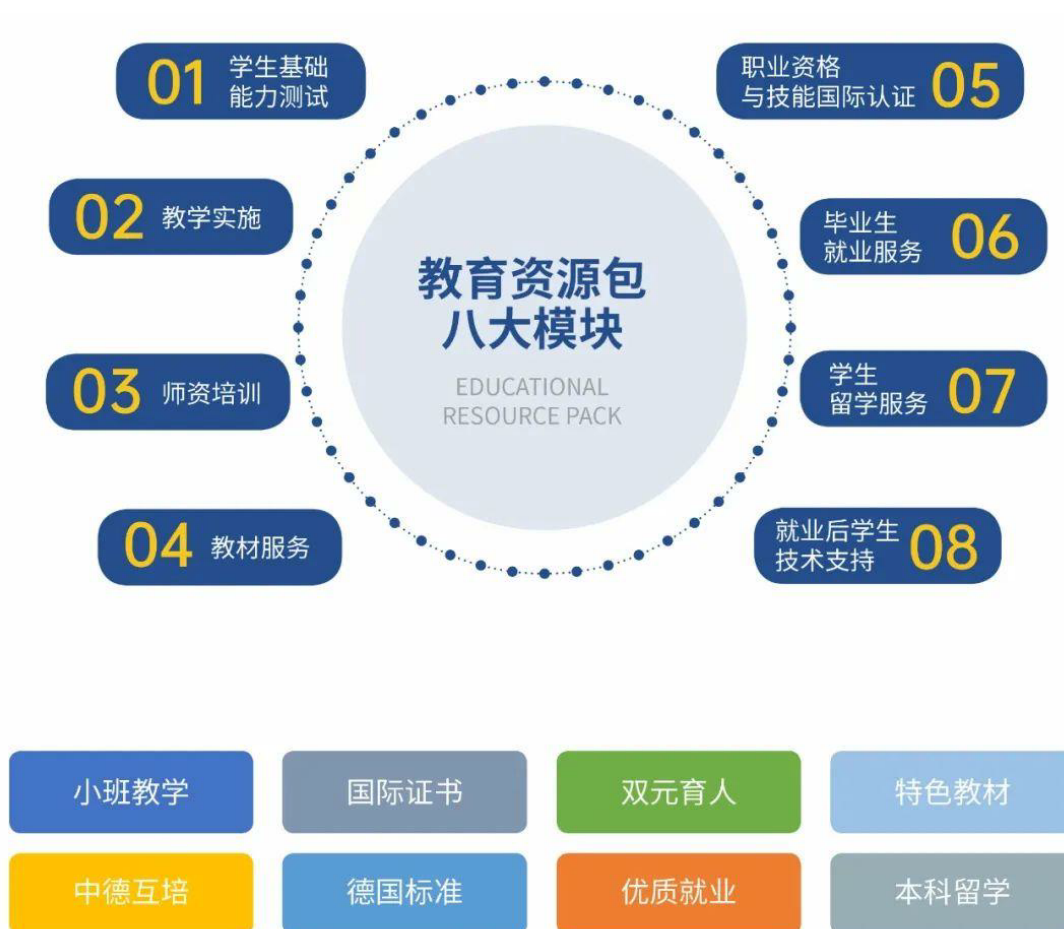 01 学生基础
能力测试
02 教学实施
03 师资培训
04 教材服务
教育资源包
八大模块
EDUCATIONAL
RESOURCE PACK
职业资格
与技能国际认证 05
毕业生
就业服务 06
学生
留学服务 07
就业后学生
技术支持 08
小班教学 国际证书 双元育人 特色教材
中德互培 德国标准 优质就业 本科留学